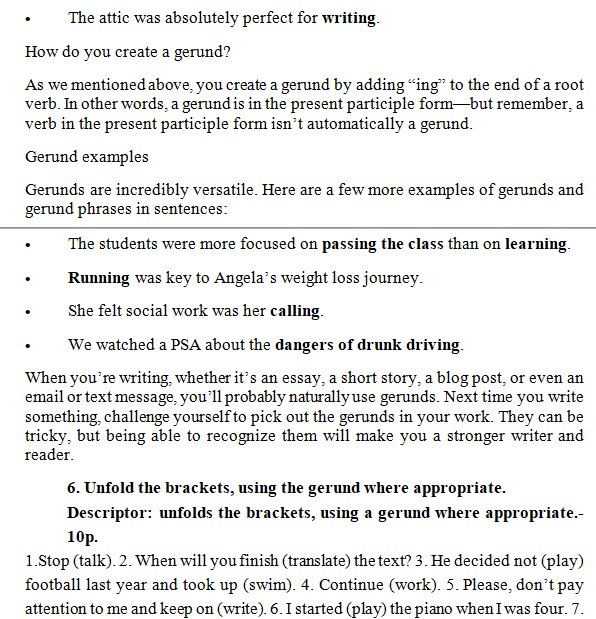 • The attic was absolutely perfect for writing.
How do you create a gerund?
As we mentioned above, you create a gerund by adding “ing” to the end of a root
verb. In other words, a gerund is in the present participle form—but remember, a
verb in the present participle form isn’t automatically a gerund.
Gerund examples
Gerunds are incredibly versatile. Here are a few more examples of gerunds and
gerund phrases in sentences:
• The students were more focused on passing the class than on learning.
• Running was key to Angela’s weight loss journey.
• She felt social work was her calling.
• We watched a PSA about the dangers of drunk driving.
When you’re writing, whether it’s an essay, a short story, a blog post, or even an
email or text message, you’ll probably naturally use gerunds. Next time you write
something, challenge yourself to pick out the gerunds in your work. They can be
tricky, but being able to recognize them will make you a stronger writer and
reader.
6. Unfold the brackets, using the gerund where appropriate.
Descriptor: unfolds the brackets, using a gerund where appropriate.-
10p.
1.Stop (talk). 2. When will you finish (translate) the text? 3. He decided not (play)
football last year and took up (swim). 4. Continue (work). 5. Please, don’t pay
attention to me and keep on (write). 6. I started (play) the piano when I was four. 7.